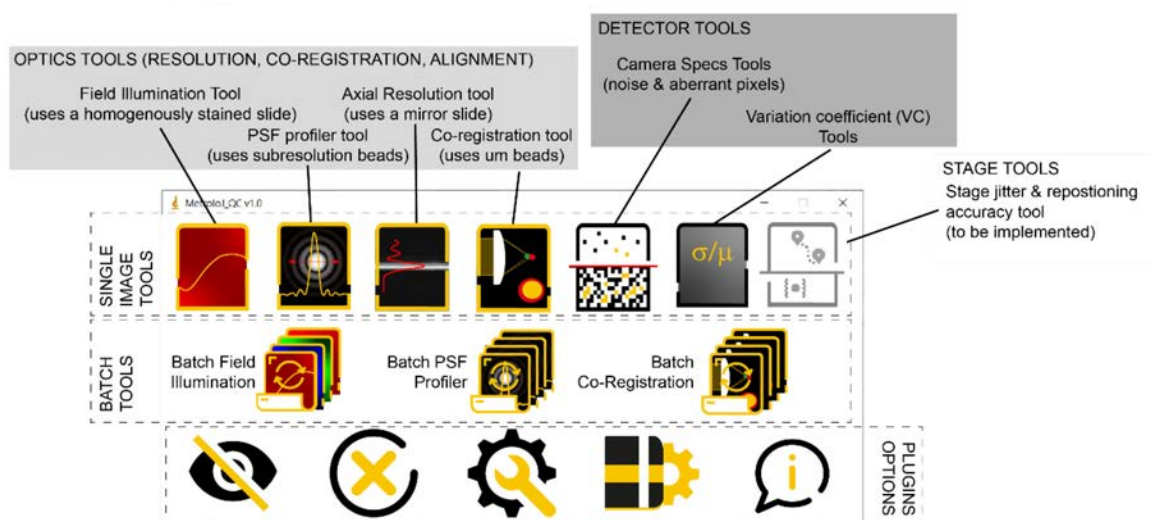 DETECTOR TOOLS
OPTICS TOOLS (RESOLUTION, CO-REGISTRATION, ALIGNMENT)
Camera Specs Tools
(noise & aberrant pixels)
Field Illumination Tool
(uses a homogenously stained slide)
Axial Resolution tool
(uses a mirror slide)
Variation coefficient (VC)
Tools
PSF profiler tool
(uses subresolution beads)
Co-registration tool
(uses um beads)
STAGE TOOLS
Stage jitter & repostioning
accuracy tool
(to be implemented)
MetroloJ_QC v1.0
SINGLE
IMAGE
TOOLS
σ/μ
BATCH
TOOLS
Batch Field
Illumination
Batch PSF
Profiler
Batch
Co-Registration
PLUGINS
OPTIONS
i